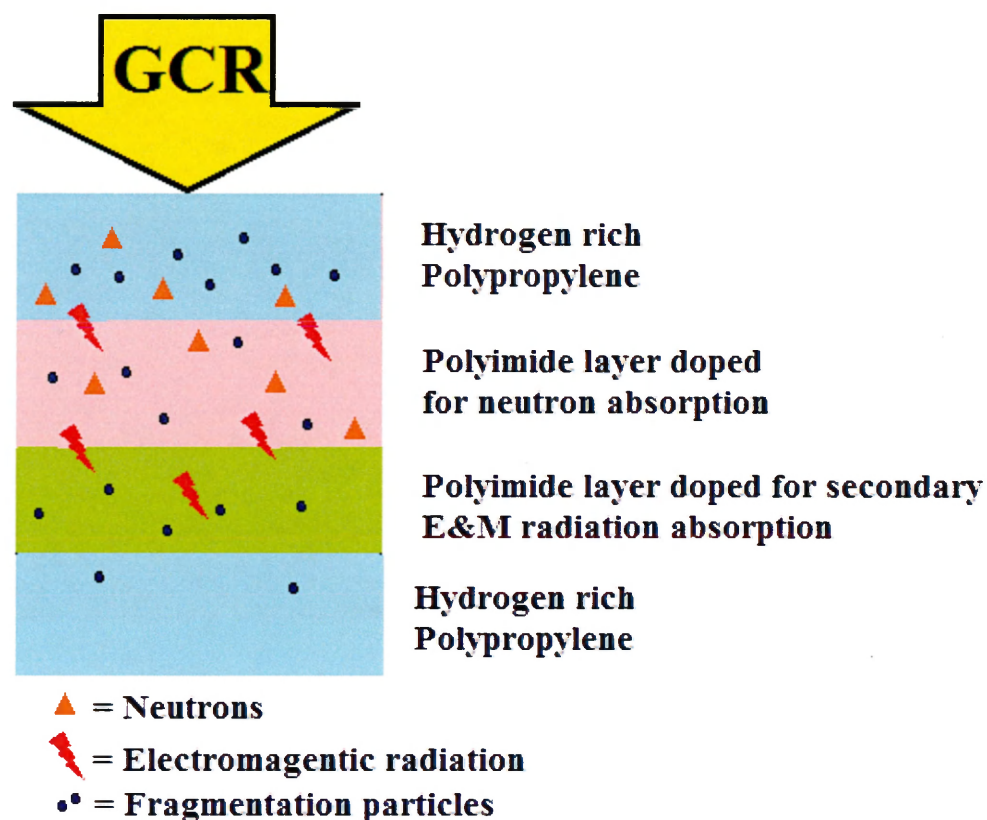 GCR
Hydrogen rich
Polypropylene
Polyimide layer doped
for neutron absorption
Polyimide layer doped for secondary
E&M radiation absorption
Hydrogen rich
Polypropylene
= Neutrons
= Electromagentic radiation
= Fragmentation particles